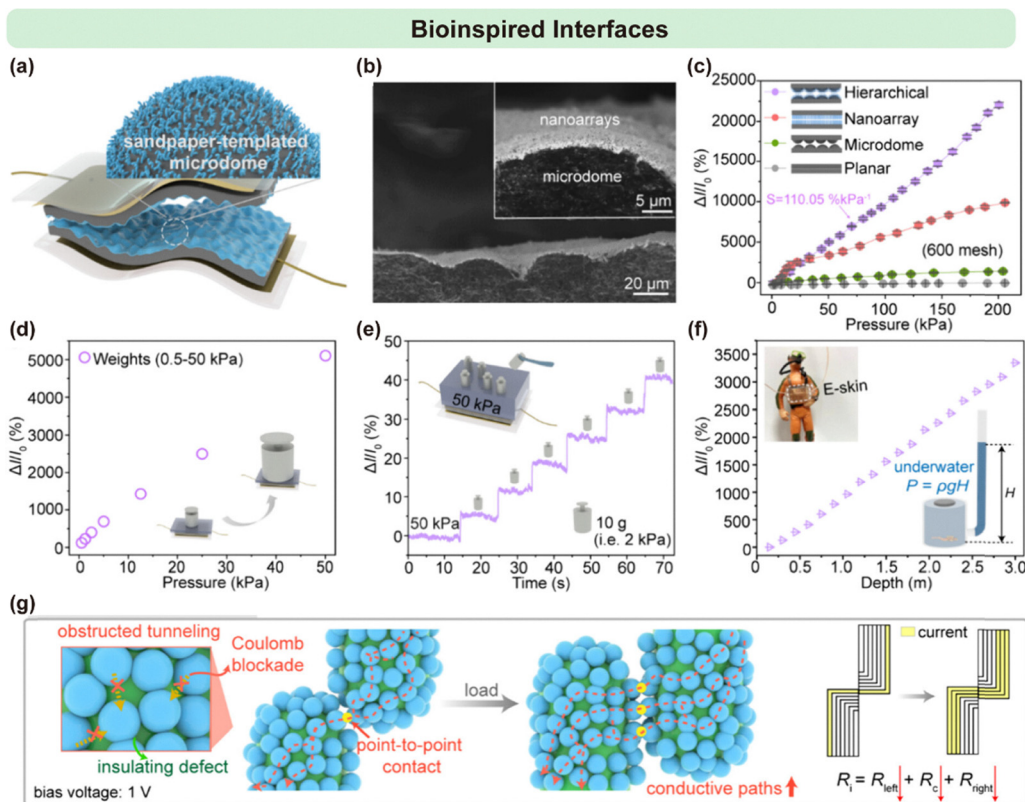 Bioinspired Interfaces
(a)
sandpaper-templated
microdome
(b)
nanoarrays
microdome
5 μm
20 μm
(c)
25000
20000
15000
10000
5000
0
ΔI/I0 (%)
Hierarchical
Nanoarray
Microdome
Planar
S=110.05 %kPa-1
(600 mesh)
0 50 100 150 200
Pressure (kPa)
(d)
5000
4000
3000
2000
1000
0
ΔI/I0 (%)
Weights (0.5-50 kPa)
0 10 20 30 40 50
Pressure (kPa)
(e)
50
40
30
20
10
0
ΔI/I0 (%)
50 kPa
50 kPa
10 g
(i.e. 2 kPa)
0 10 20 30 40 50 60 70
Time (s)
(f)
3500
3000
2500
2000
1500
1000
500
0
ΔI/I0 (%)
E-skin
underwater
P = ρgH
H
0.0 0.5 1.0 1.5 2.0 2.5 3.0
Depth (m)
(g)
obstructed tunneling
Coulomb
blockade
insulating defect
bias voltage: 1 V
point-to-point
contact
load
conductive paths
current
Ri = Rleft + Rc + Rright